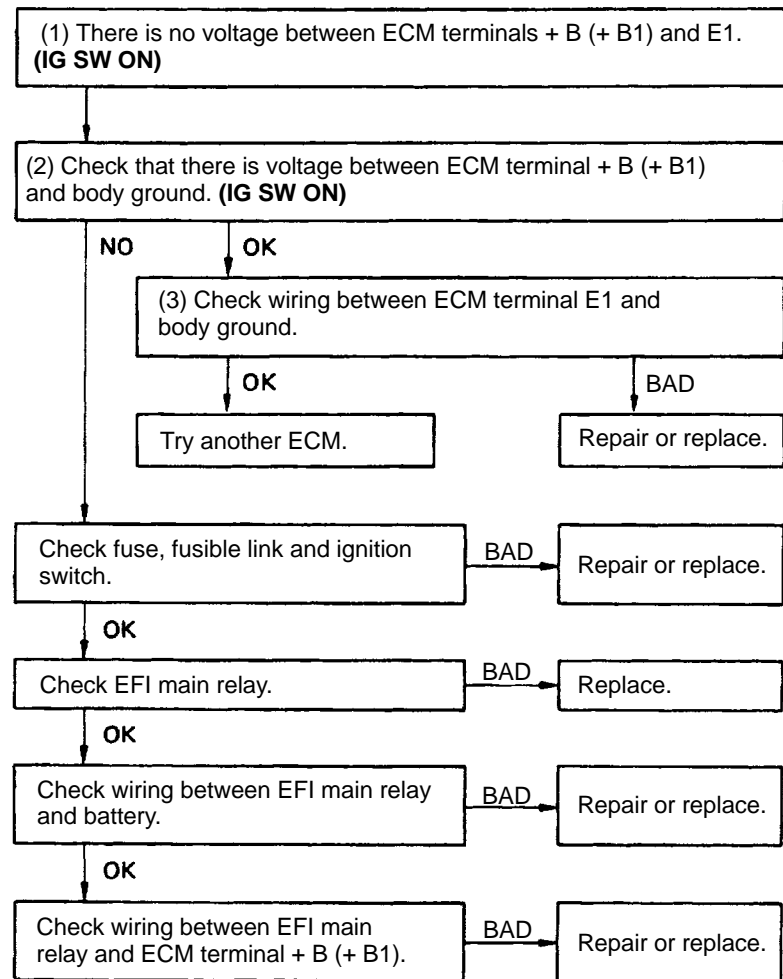 (1) There is no voltage between ECM terminals + B (+ B1) and E1.
(IG SW ON)
(2) Check that there is voltage between ECM terminal + B (+ B1)
and body ground. (IG SW ON)
NO
OK
(3) Check wiring between ECM terminal E1 and
body ground.
OK
BAD
Try another ECM.
Repair or replace.
Check fuse, fusible link and ignition
switch.
BAD
Repair or replace.
OK
Check EFI main relay.
BAD
Replace.
OK
Check wiring between EFI main relay
and battery.
BAD
Repair or replace.
OK
Check wiring between EFI main
relay and ECM terminal + B (+ B1).
BAD
Repair or replace.